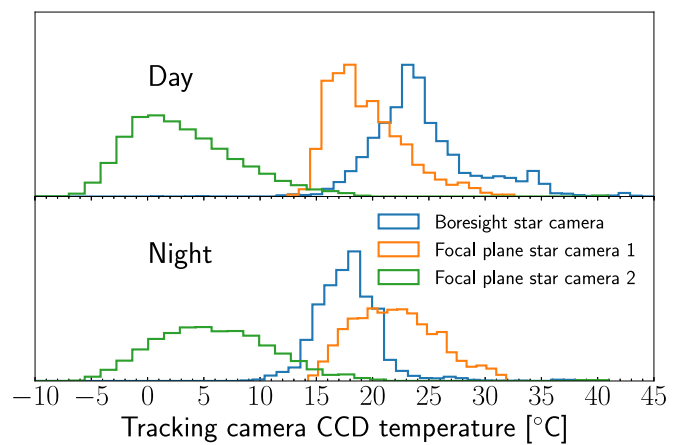 Day
Night
Boresight star camera
Focal plane star camera 1
Focal plane star camera 2
−10 −5 0 5 10 15 20 25 30 35 40 45
Tracking camera CCD temperature [°C]